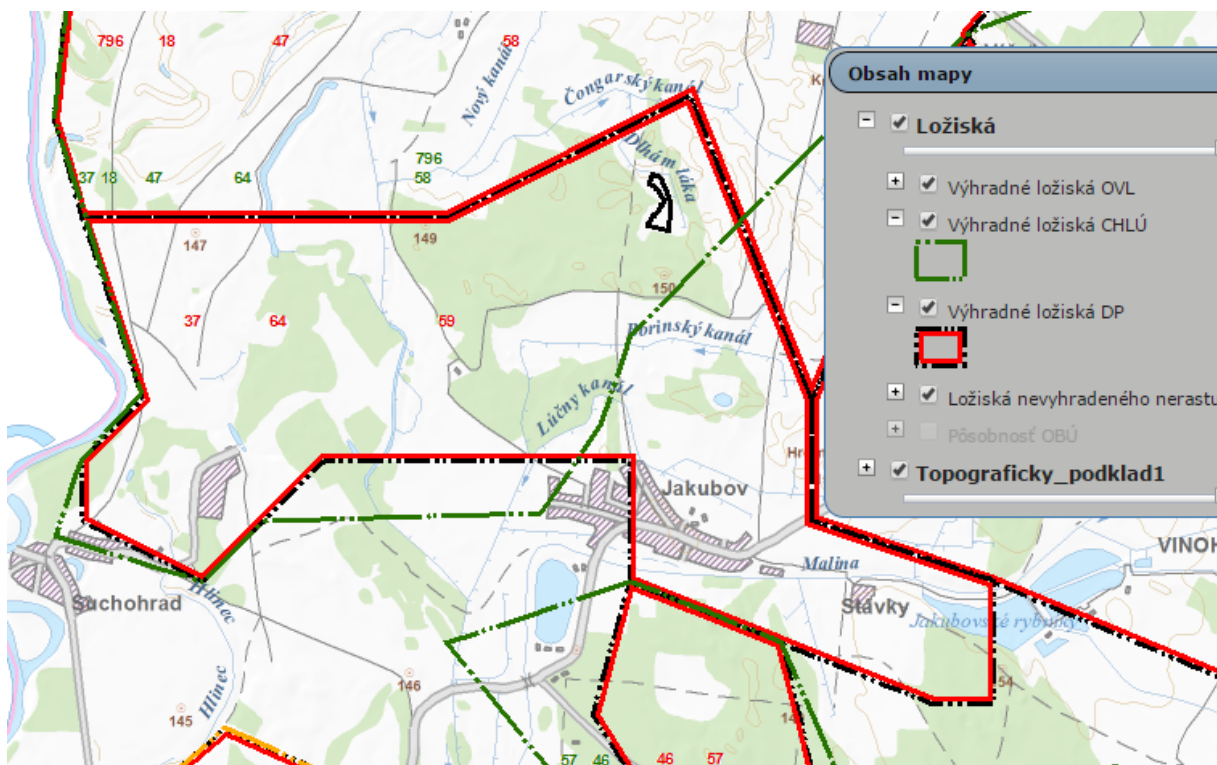 796 18 47 58
Nový kanál
Čongarský kanál
Dlhá m láka
796
37 18 47 64 58
147
149
150
37 64 59
Porinský kanál
Lúčny kanál
Jakubov
Malina
Suchohrad
Hlinec
Stávky
Jakubovské rybníky
VINOH
Hlinec
146
145
54
57 46 46 57
Obsah mapy
Ložiská
Výhradné ložiská OVL
Výhradné ložiská CHLÚ
Výhradné ložiská DP
Ložiská nevyhradeného nerastu
Pôsobnosť OBÚ
Topograficky_podklad1